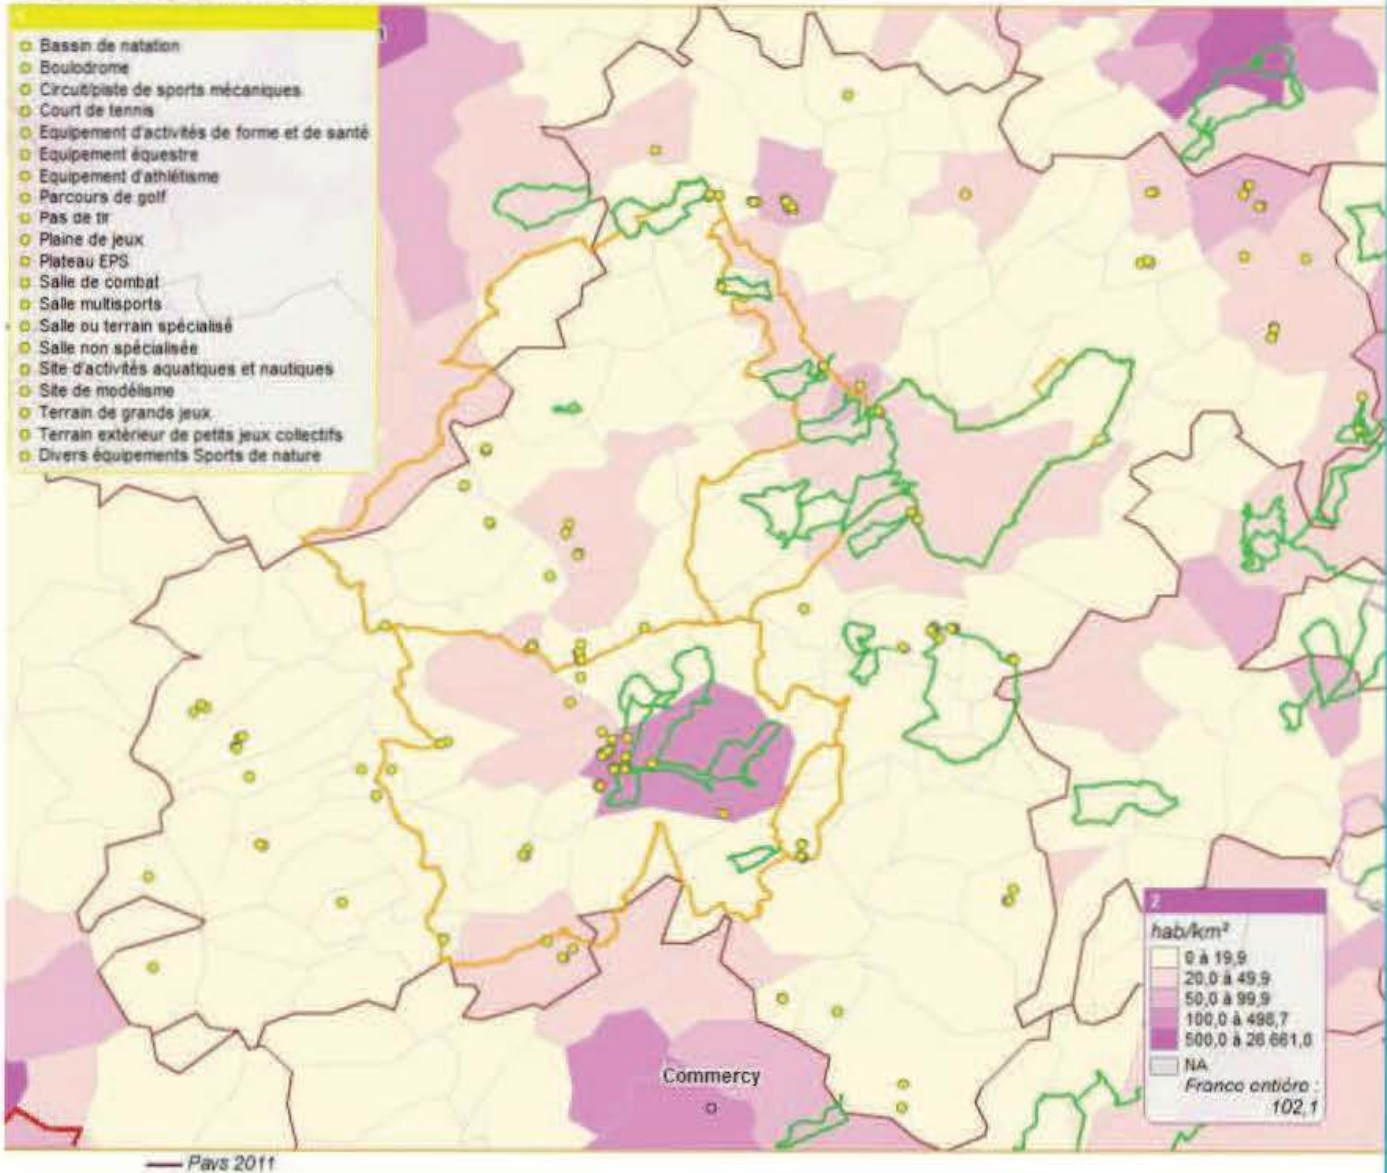 1
Bassin de natation
Boulodrome
Circuit/piste de sports mécaniques
Court de tennis
Equipement d'activités de forme et de santé
Equipement équestre
Equipement d'athlétisme
Parcours de golf
Pas de tir
Plaine de jeux
Plateau EPS
Salle de combat
Salle multisports
Salle ou terrain spécialisé
Salle non spécialisée
Site d'activités aquatiques et nautiques
Site de modélisme
Terrain de grands jeux
Terrain extérieur de petits jeux collectifs
Divers équipements Sports de nature
2
hab/km²
0 à 19,9
20,0 à 49,9
50,0 à 99,9
100,0 à 498,7
500,0 à 26 661,0
NA
France entière :
102,1
Commercy
Pays 2011